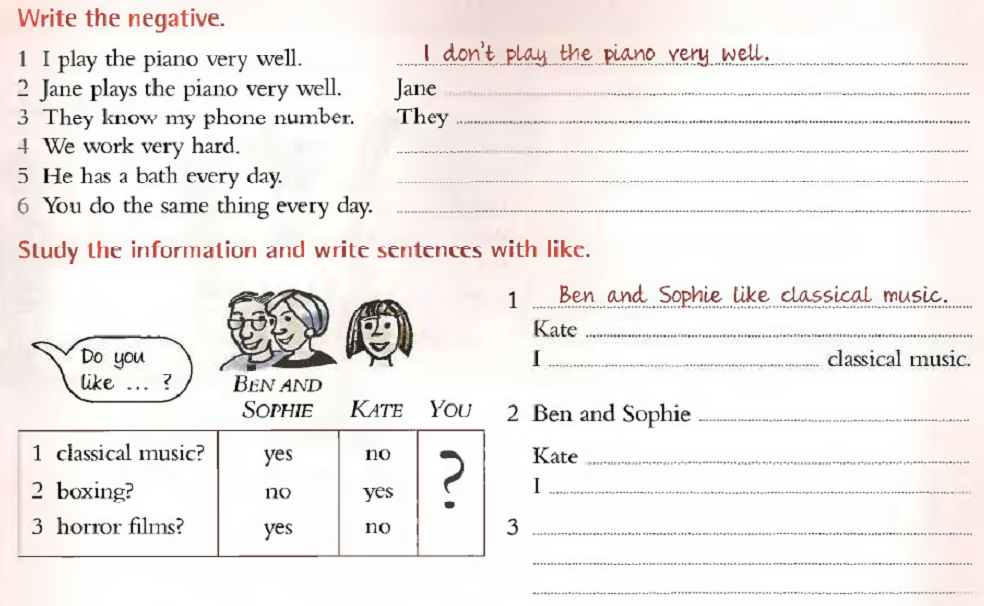 Write the negative.
1 I play the piano very well. I don't play the piano very well.
2 Jane plays the piano very well. Jane
3 They know my phone number. They
4 We work very hard.
5 He has a bath every day.
6 You do the same thing every day.
Study the information and write sentences with like.
Do you
like ... ?
BEN AND
SOPHIE KATE YOU
1 classical music? yes no ?
2 boxing? no yes
3 horror films? yes no
1 Ben and Sophie like classical music.
Kate
I classical music.
2 Ben and Sophie
Kate
I
3